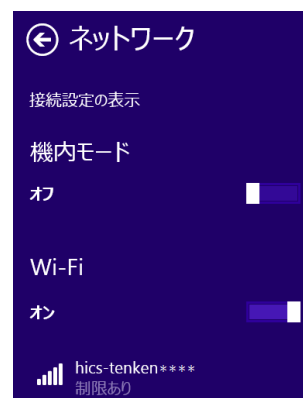 ネットワーク
接続設定の表示
機内モード
オフ
Wi-Fi
オン
hics-tenken****
制限あり